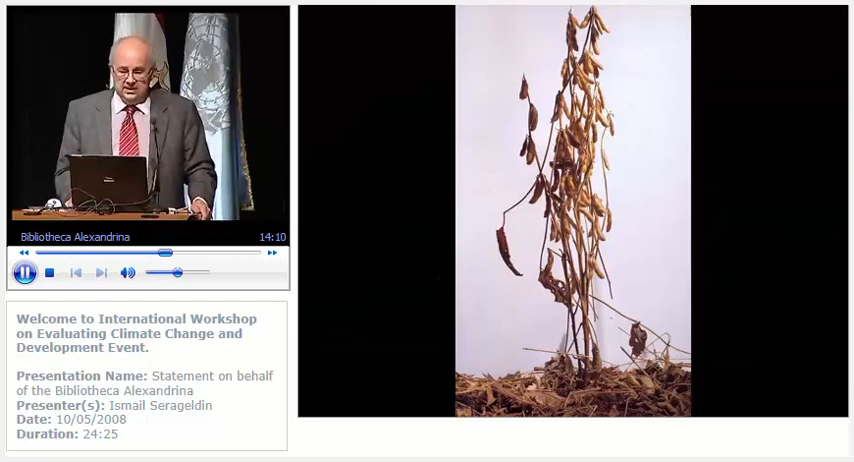 Bibliotheca Alexandrina 14:10
Welcome to International Workshop
on Evaluating Climate Change and
Development Event.
Presentation Name: Statement on behalf
of the Bibliotheca Alexandrina
Presenter(s): Ismail Serageldin
Date: 10/05/2008
Duration: 24:25